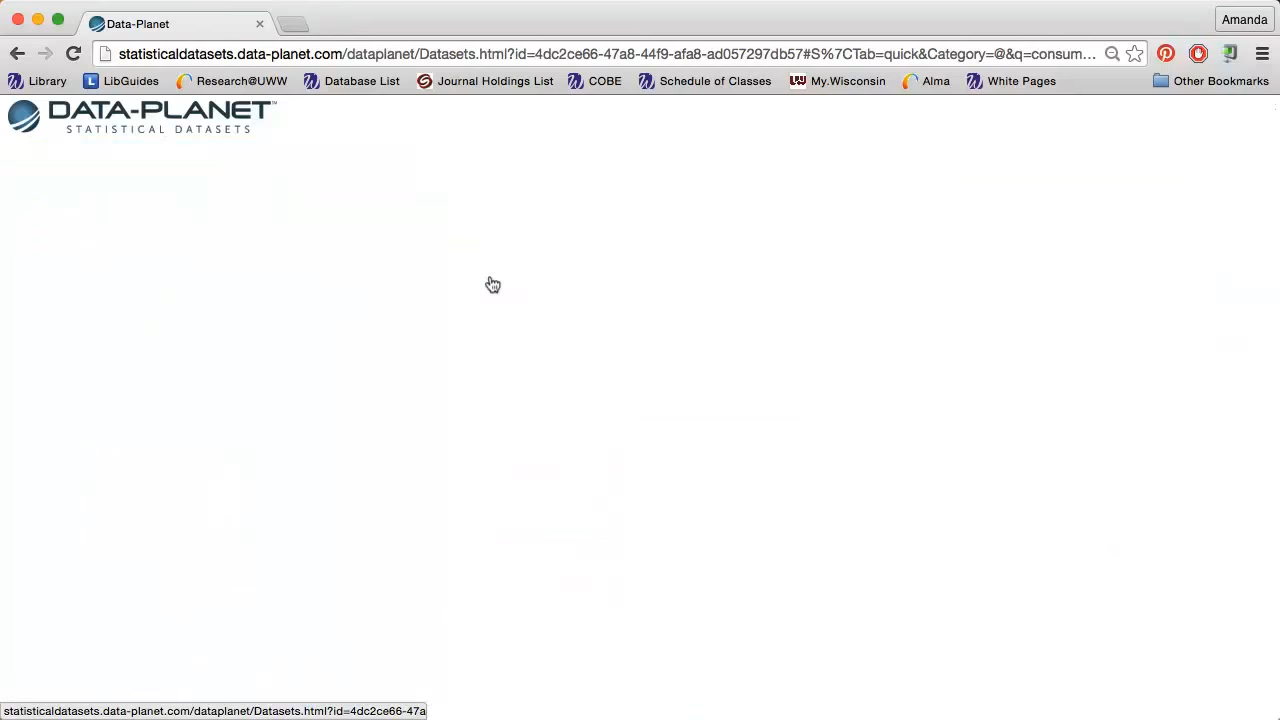 Data-Planet
Amanda
statisticaldatasets.data-planet.com/dataplanet/Datasets.html?id=4dc2ce66-47a8-44f9-afa8-ad057297db57#S%7CTab=quick&Category=@&q=consum...
Library LibGuides Research@UWW Database List Journal Holdings List COBE Schedule of Classes My.Wisconsin Alma White Pages Other Bookmarks
DATA-PLANET™
STATISTICAL DATASETS
statisticaldatasets.data-planet.com/dataplanet/Datasets.html?id=4dc2ce66-47a